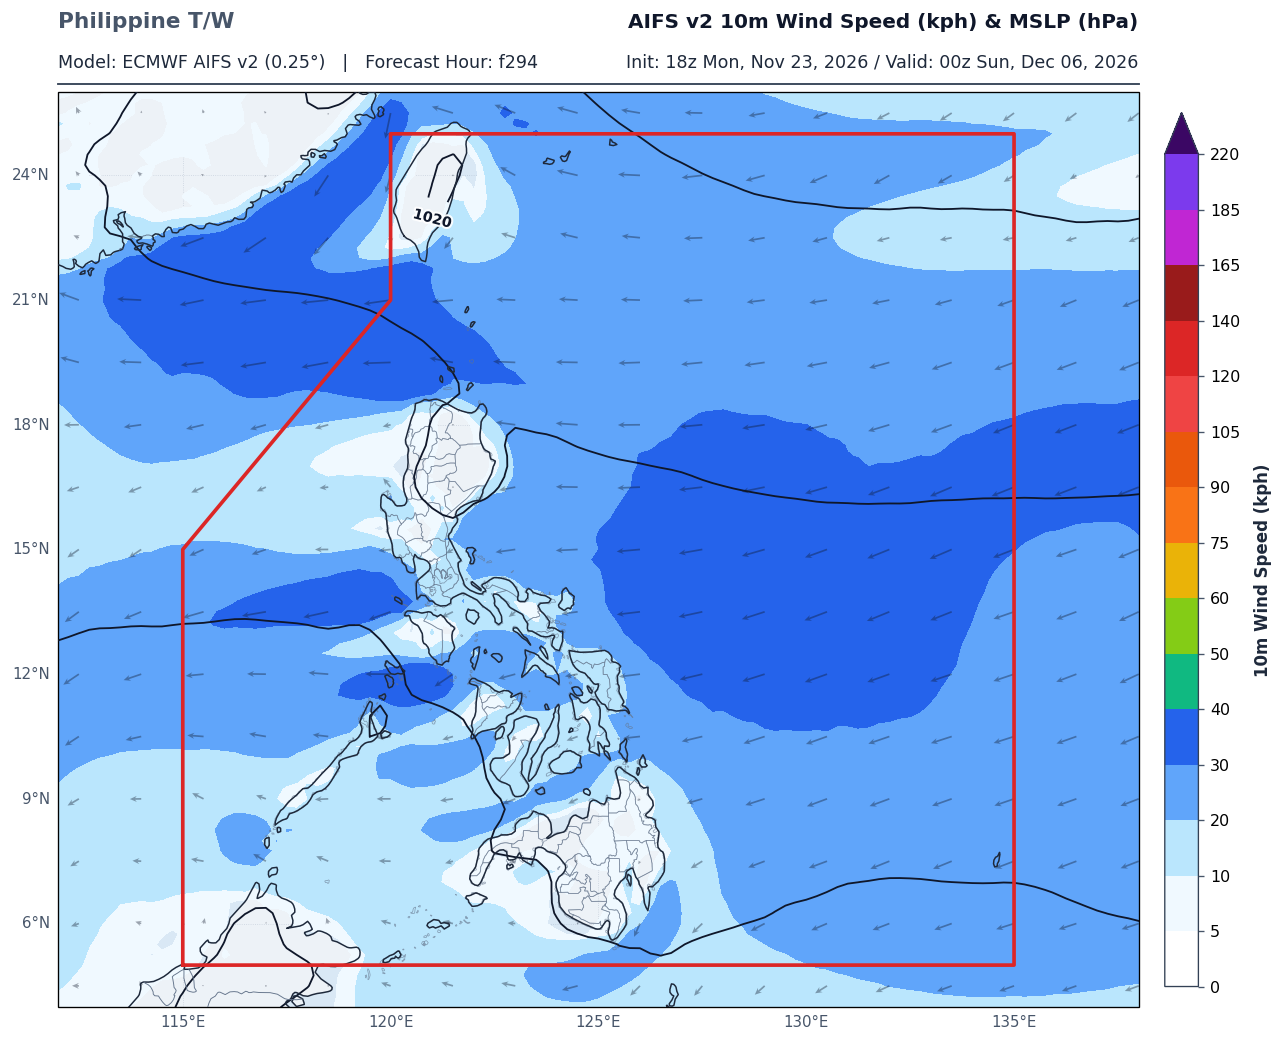 Philippine T/W
AIFS v2 10m Wind Speed (kph) & MSLP (hPa)
Model: ECMWF AIFS v2 (0.25°) | Forecast Hour: f294
Init: 18z Mon, Nov 23, 2026 / Valid: 00z Sun, Dec 06, 2026
24°N
21°N
18°N
15°N
12°N
9°N
6°N
1020
115°E
120°E
125°E
130°E
135°E
220
185
165
140
120
105
90
75
60
50
40
30
20
10
5
0
10m Wind Speed (kph)